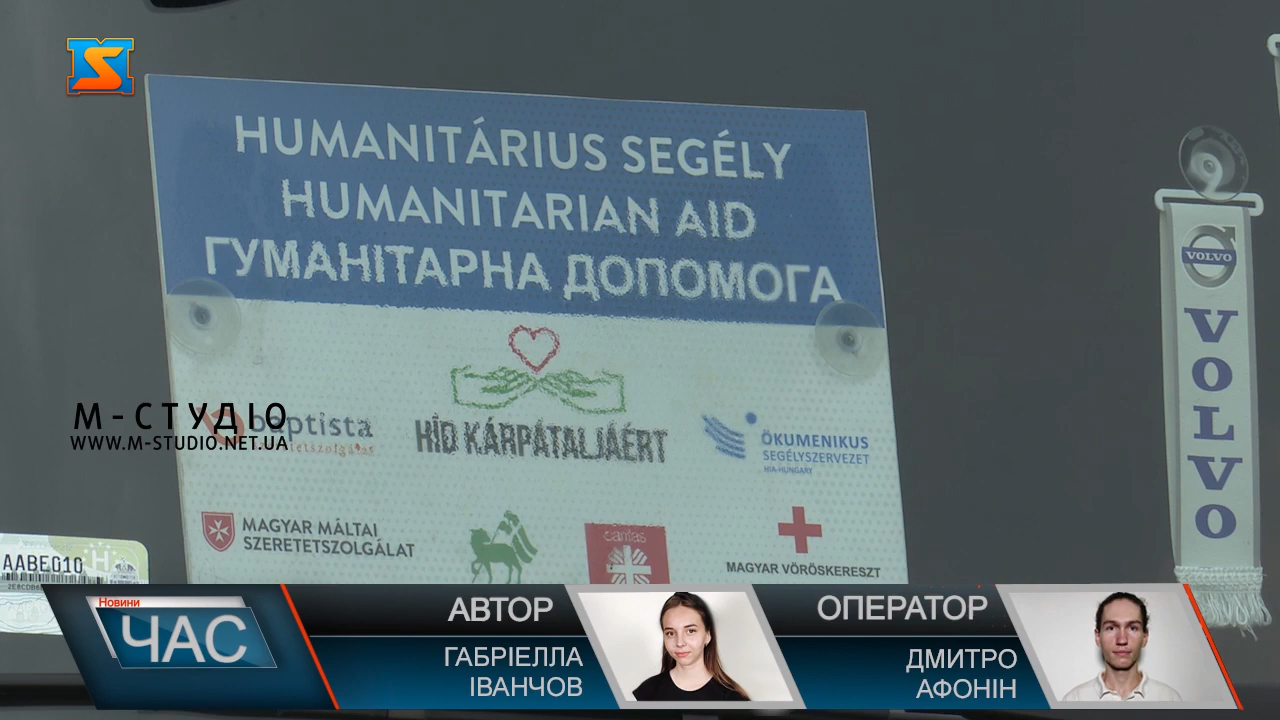 HUMANITÁRIUS SEGÉLY
HUMANITARIAN AID
ГУМАНІТАРНА ДОПОМОГА
VOLVO
VOLVO
М-СТУДІО
WWW.M-STUDIO.NET.UA
baptista
HÍD KÁRPÁTALJÁÉRT
ÖKUMENIKUS
SEGÉLYSZERVEZET
HIA-HUNGARY
MAGYAR MÁLTAI
SZERETETSZOLGÁLAT
caritas
MAGYAR VÖRÖSKERESZT
AABE010
H
Новини
ЧАС
АВТОР
ГАБРІЕЛЛА
ІВАНЧОВ
ОПЕРАТОР
ДМИТРО
АФОНІН